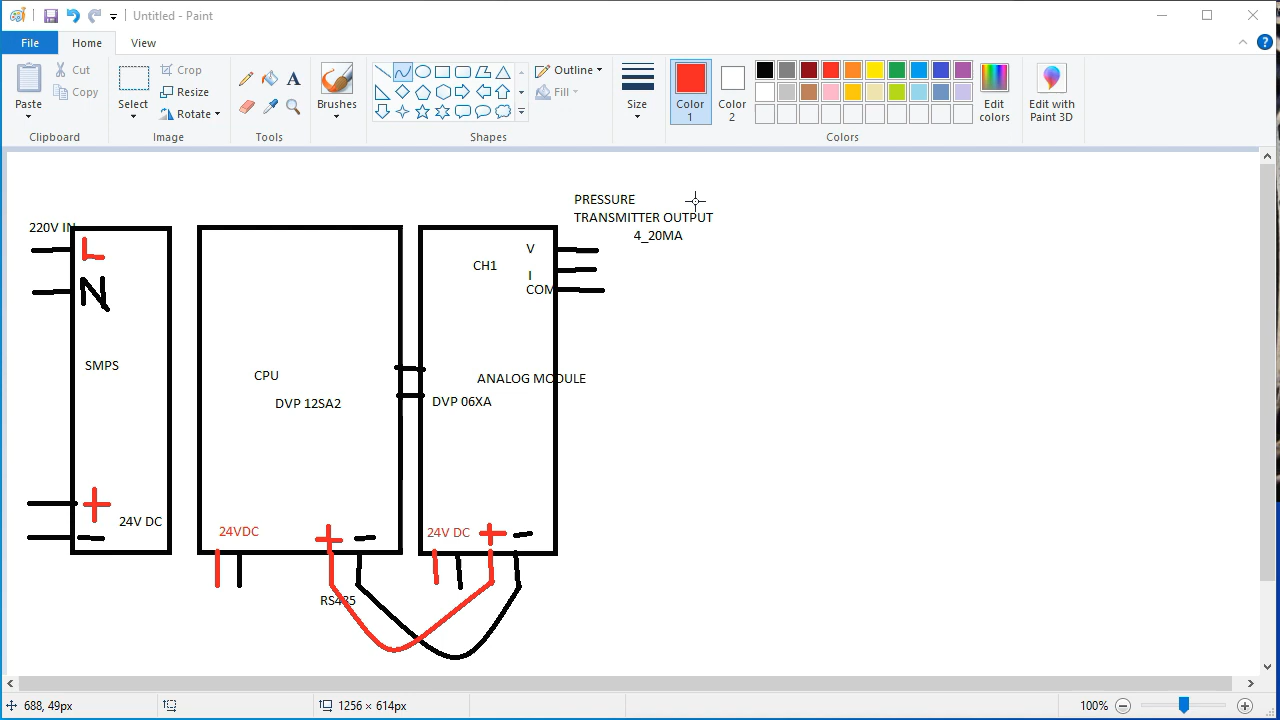 Untitled - Paint
File
Home
View
Paste
Cut
Copy
Clipboard
Select
Crop
Resize
Rotate
Image
A
Tools
Brushes
Outline
Fill
Shapes
Size
Color 1
Color 2
Edit colors
Colors
Edit with Paint 3D
?
PRESSURE
TRANSMITTER OUTPUT
4_20MA
220V IN
L
N
SMPS
+
24V DC
-
CPU
DVP 12SA2
24VDC
+ -
RS485
V
CH1
I
COM
ANALOG MODULE
DVP 06XA
24V DC
+ -
688, 49px
1256 × 614px
100%